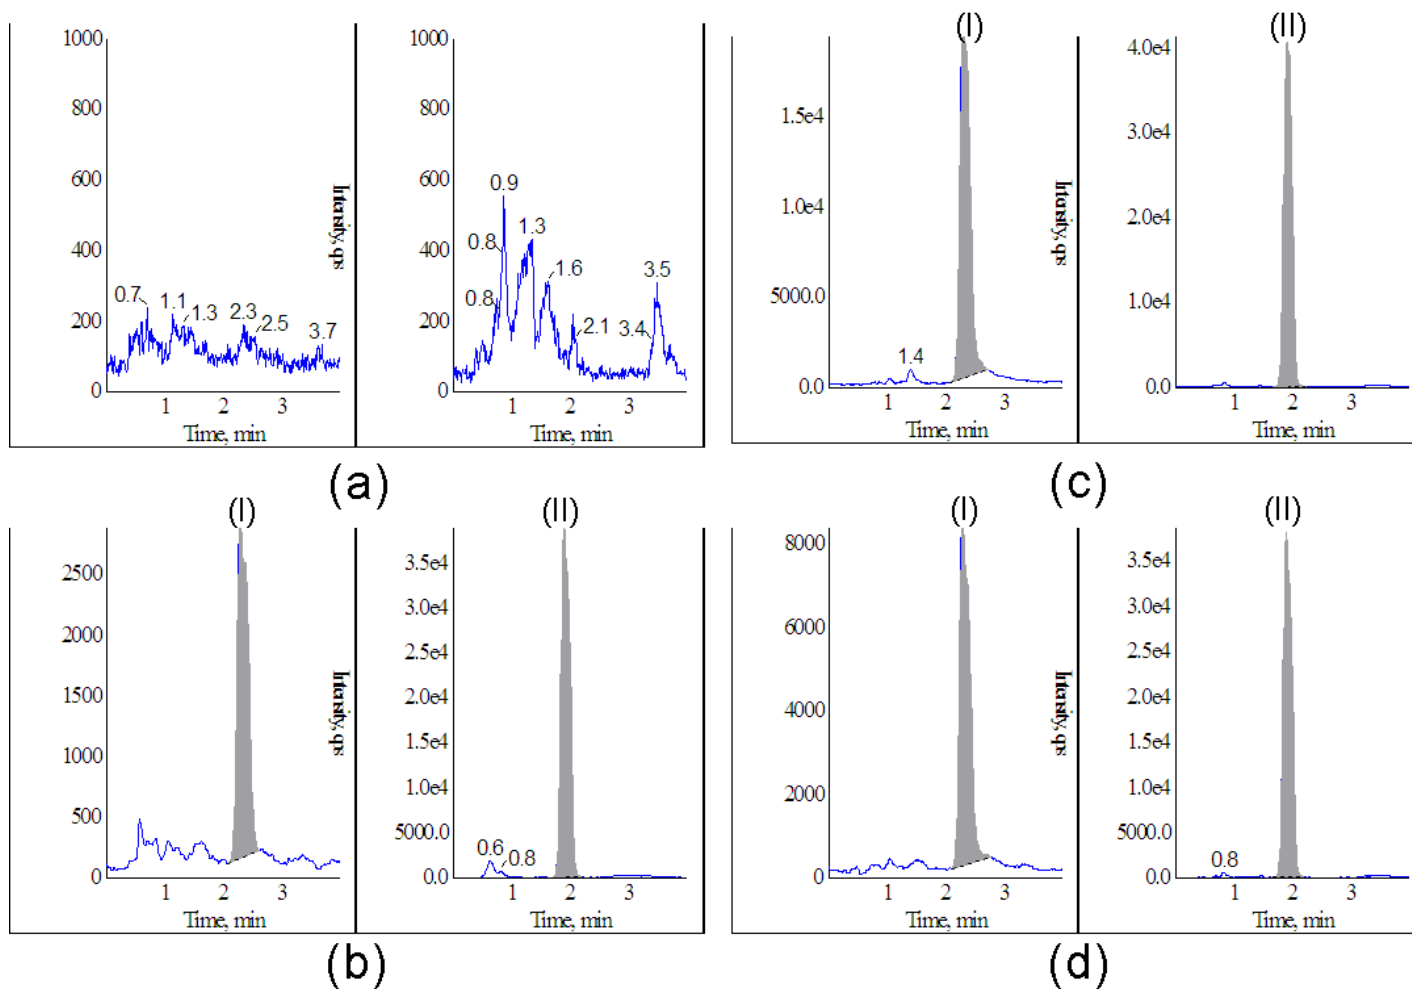 1000
800
600
400
200
0
0.7
1.1
1.3
2.3
2.5
3.7
1
2
3
Time, min
Intensity, cps
1000
800
600
400
200
0
0.9
0.8
0.8
1.3
1.6
2.1
3.4
3.5
1
2
3
Time, min
(a)
(I)
1.5e4
1.0e4
5000.0
0.0
1.4
1
2
3
Time, min
Intensity, cps
(II)
4.0e4
3.0e4
2.0e4
1.0e4
0.0
1
2
3
Time, min
(c)
(I)
2500
2000
1500
1000
500
0
1
2
3
Time, min
Intensity, cps
(II)
3.5e4
3.0e4
2.5e4
2.0e4
1.5e4
1.0e4
5000.0
0.0
0.6
0.8
1
2
3
Time, min
(b)
(I)
8000
6000
4000
2000
0
1
2
3
Time, min
Intensity, cps
(II)
3.5e4
3.0e4
2.5e4
2.0e4
1.5e4
1.0e4
5000.0
0.0
0.8
1
2
3
Time, min
(d)